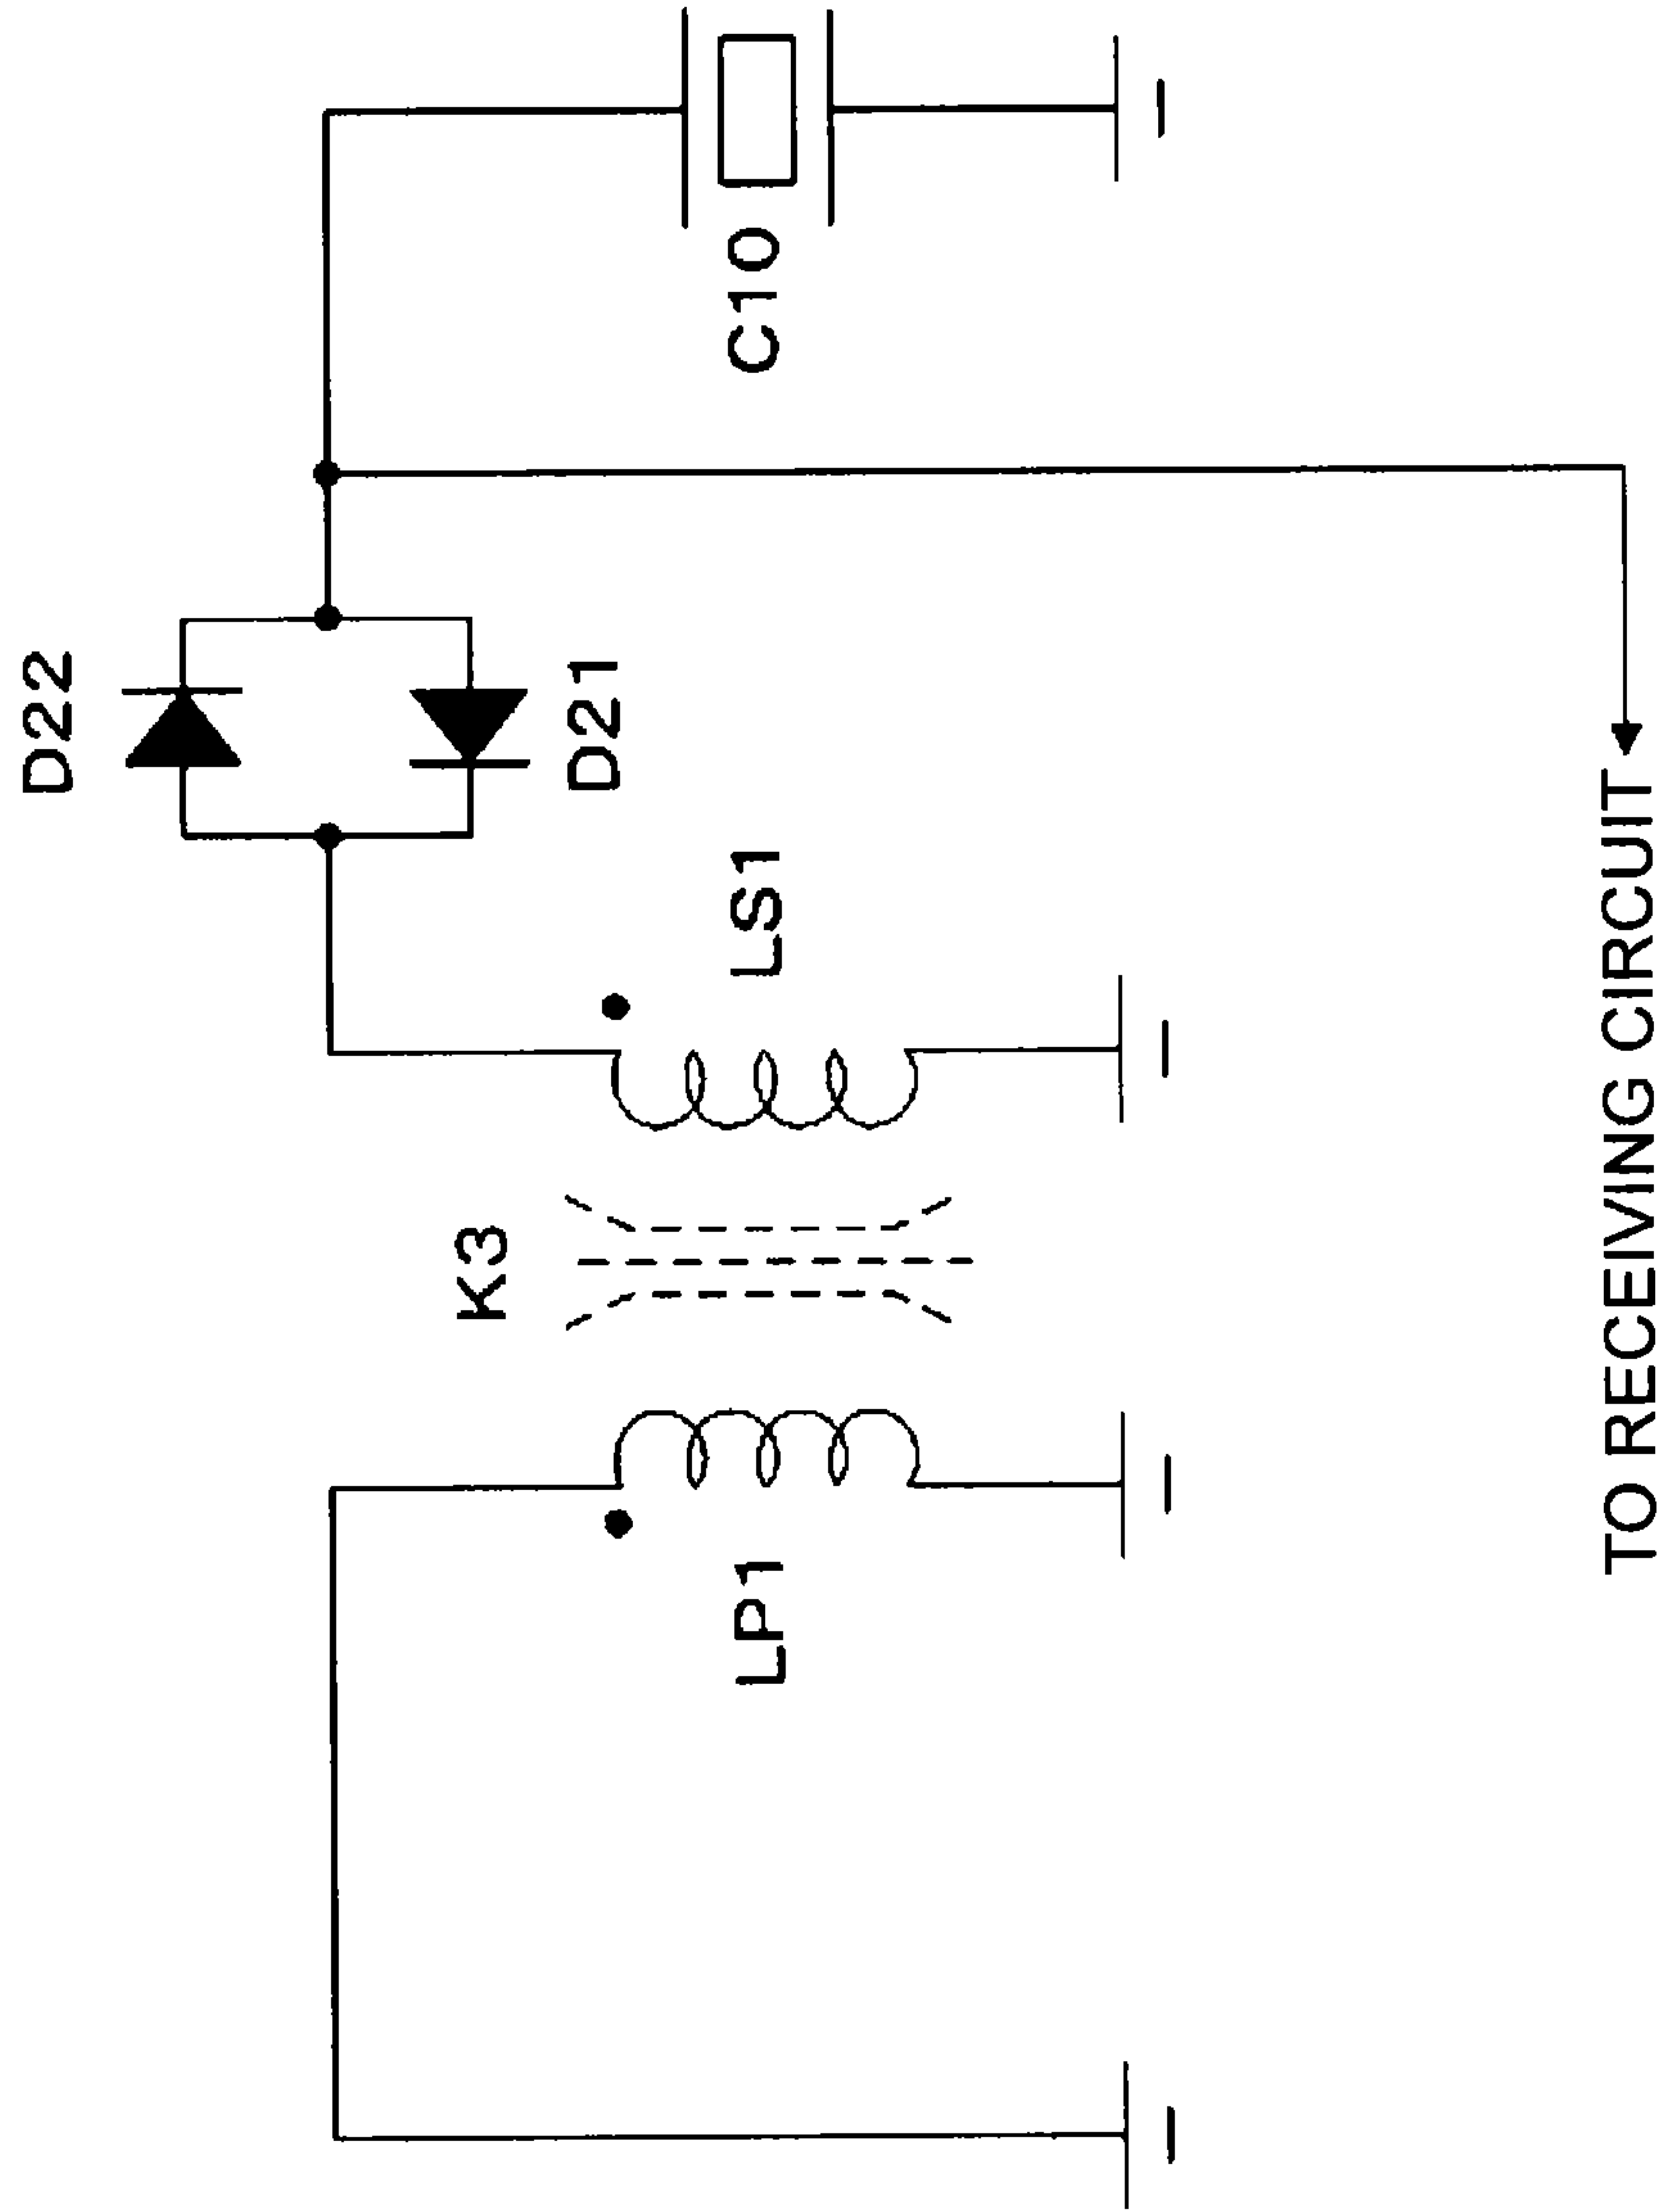 D22
D21
C10
LS1
K3
LP1
TO RECEIVING CIRCUIT